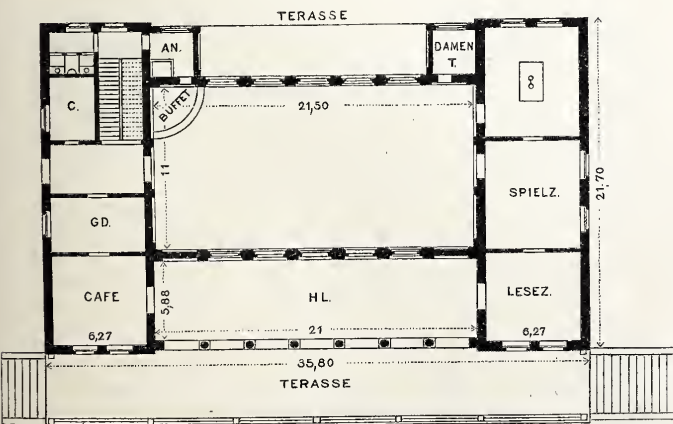 TERASSE
AN.
DAMEN
T.
C.
BUFFET
21,50
11
SPIELZ.
21,70
GD.
CAFE
6,27
5,88
HL.
21
LESEZ.
6,27
35,80
TERASSE